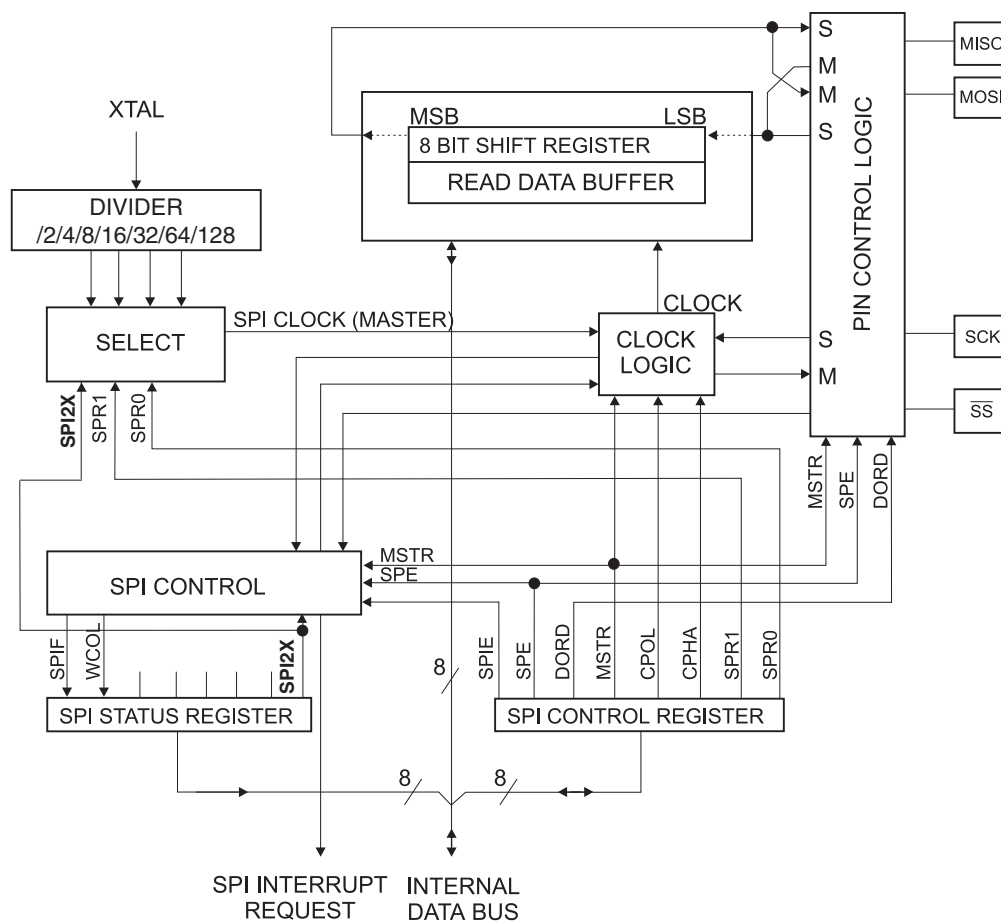 S
MISO
M
MOSI
M
S
MSB
LSB
8 BIT SHIFT REGISTER
READ DATA BUFFER
XTAL
DIVIDER
/2/4/8/16/32/64/128
PIN CONTROL LOGIC
SPI CLOCK (MASTER)
CLOCK
SELECT
CLOCK
LOGIC
S
SCK
M
SS
SPI2X
SPR1
SPR0
MSTR
SPE
DORD
MSTR
SPE
SPI CONTROL
SPIF
WCOL
SPI2X
8
SPIE
SPE
DORD
MSTR
CPOL
CPHA
SPR1
SPR0
SPI STATUS REGISTER
SPI CONTROL REGISTER
8
8
SPI INTERRUPT
REQUEST
INTERNAL
DATA BUS